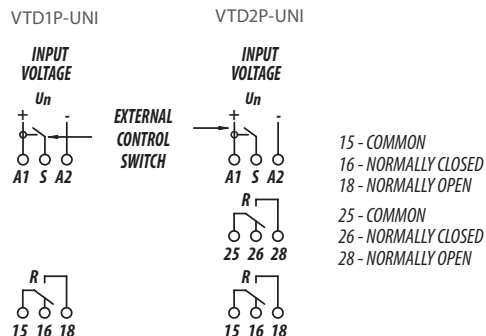 VTD1P-UNI
INPUT
VOLTAGE
Un
+ -
A1 S A2
EXTERNAL
CONTROL
SWITCH
R
15 16 18
VTD2P-UNI
INPUT
VOLTAGE
Un
+ -
A1 S A2
R
25 26 28
R
15 16 18
15 - COMMON
16 - NORMALLY CLOSED
18 - NORMALLY OPEN
25 - COMMON
26 - NORMALLY CLOSED
28 - NORMALLY OPEN